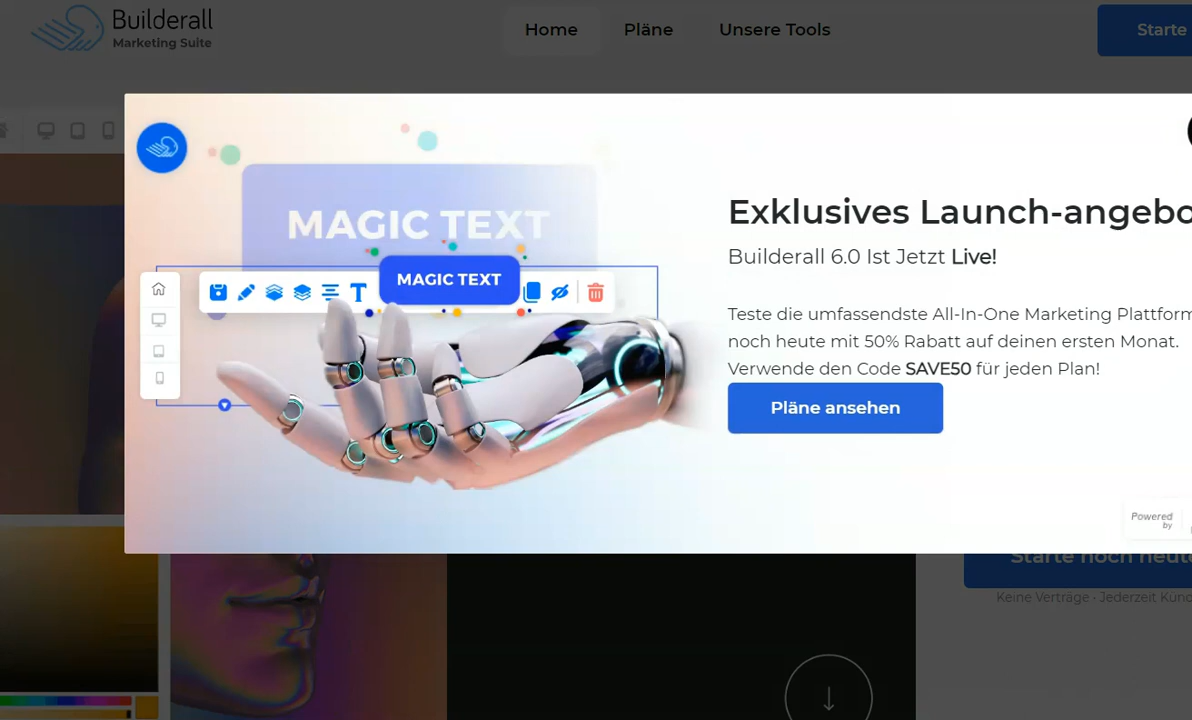 Builderall
Marketing Suite
Home
Pläne
Unsere Tools
Starte
MAGIC TEXT
MAGIC TEXT
Exklusives Launch-angebo
Builderall 6.0 Ist Jetzt Live!
Teste die umfassendste All-In-One Marketing Plattform
noch heute mit 50% Rabatt auf deinen ersten Monat.
Verwende den Code SAVE50 für jeden Plan!
Pläne ansehen
Powered
by
Starte noch heute
Keine Verträge - Jederzeit Künd